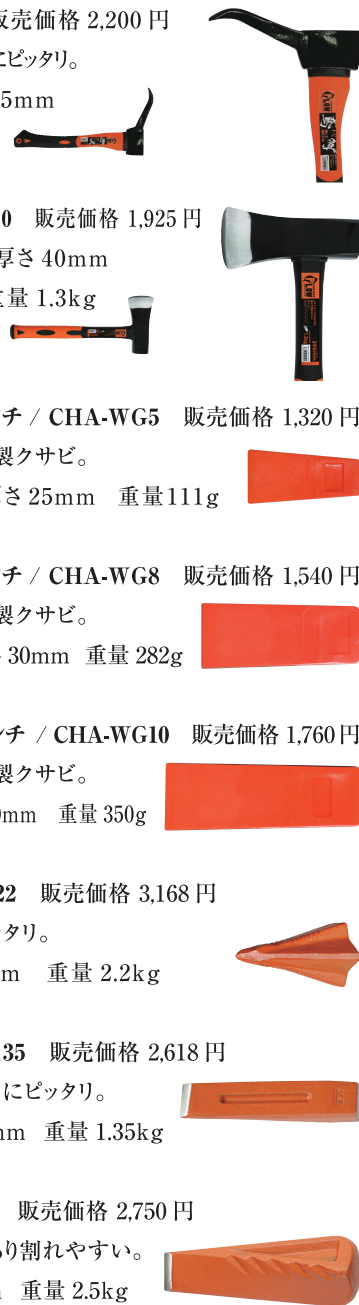 販売価格 2,200 円
にピッタリ。
5mm
0 販売価格 1,925 円
厚さ 40mm
重量 1.3kg
チ / CHA-WG5 販売価格 1,320 円
製クサビ。
さ 25mm 重量 111g
チ / CHA-WG8 販売価格 1,540 円
製クサビ。
30mm 重量 282g
ンチ / CHA-WG10 販売価格 1,760 円
製クサビ。
0mm 重量 350g
22 販売価格 3,168 円
ッタリ。
m 重量 2.2kg
135 販売価格 2,618 円
にピッタリ。
mm 重量 1.35kg
販売価格 2,750 円
り割れやすい。
重量 2.5kg